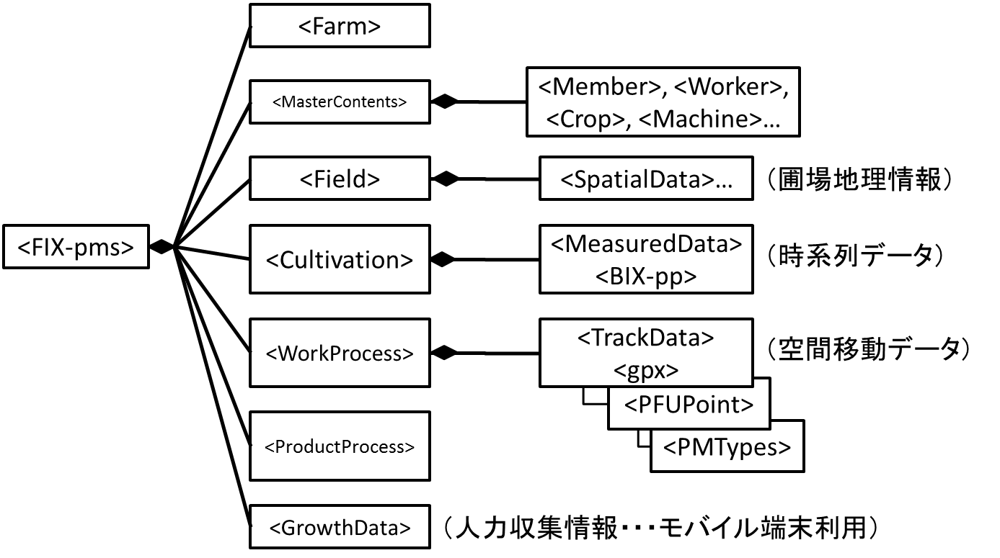 <Farm>
<MasterContents>
<Member>, <Worker>,
<Crop>, <Machine>...
<Field>
<SpatialData>...
（圃場地理情報）
<FIX-pms>
<Cultivation>
<MeasuredData>
<BIX-pp>
（時系列データ）
<WorkProcess>
<TrackData>
<gpx>
（空間移動データ）
<PFUPoint>
<PMTypes>
<ProductProcess>
<GrowthData>
（人力収集情報・・・モバイル端末利用）